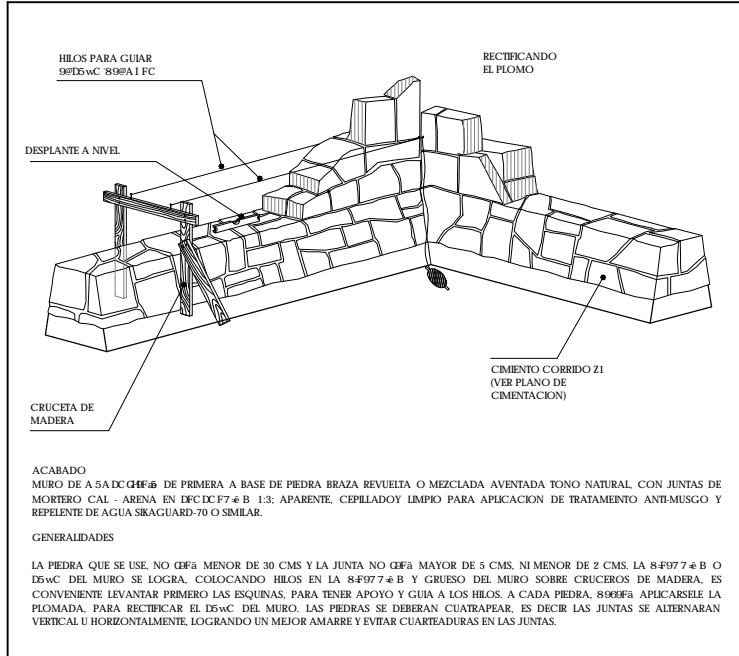 HILOS PARA GUIAR
RECTIFICANDO
EL PLOMO
DESPLANTE A NIVEL
CRUCETA DE
MADERA
CIMIENTO CORRIDO Z1
(VER PLANO DE
CIMENTACION)
ACABADO
MURO DE DE PRIMERA A BASE DE PIEDRA BRAZA REVUELTA O MEZCLADA AVENTADA TONO NATURAL, CON JUNTAS DE
MORTERO CAL - ARENA EN 1:3; APARENTE, CEPILLADOY LIMPIO PARA APLICACION DE TRATAMEINTO ANTI-MUSGO Y
REPELENTE DE AGUA SIKAGUARD-70 O SIMILAR.
GENERALIDADES
LA PIEDRA QUE SE USE, NO MENOR DE 30 CMS Y LA JUNTA NO MAYOR DE 5 CMS, NI MENOR DE 2 CMS. LA O
DEL MURO SE LOGRA, COLOCANDO HILOS EN LA Y GRUESO DEL MURO SOBRE CRUCEROS DE MADERA, ES
CONVENIENTE LEVANTAR PRIMERO LAS ESQUINAS, PARA TENER APOYO Y GUIA A LOS HILOS. A CADA PIEDRA, APLICARSELE LA
PLOMADA, PARA RECTIFICAR EL DEL MURO. LAS PIEDRAS SE DEBERAN CUATRAPEAR, ES DECIR LAS JUNTAS SE ALTERNARAN
VERTICAL U HORIZONTALMENTE, LOGRANDO UN MEJOR AMARRE Y EVITAR CUARTEADURAS EN LAS JUNTAS.